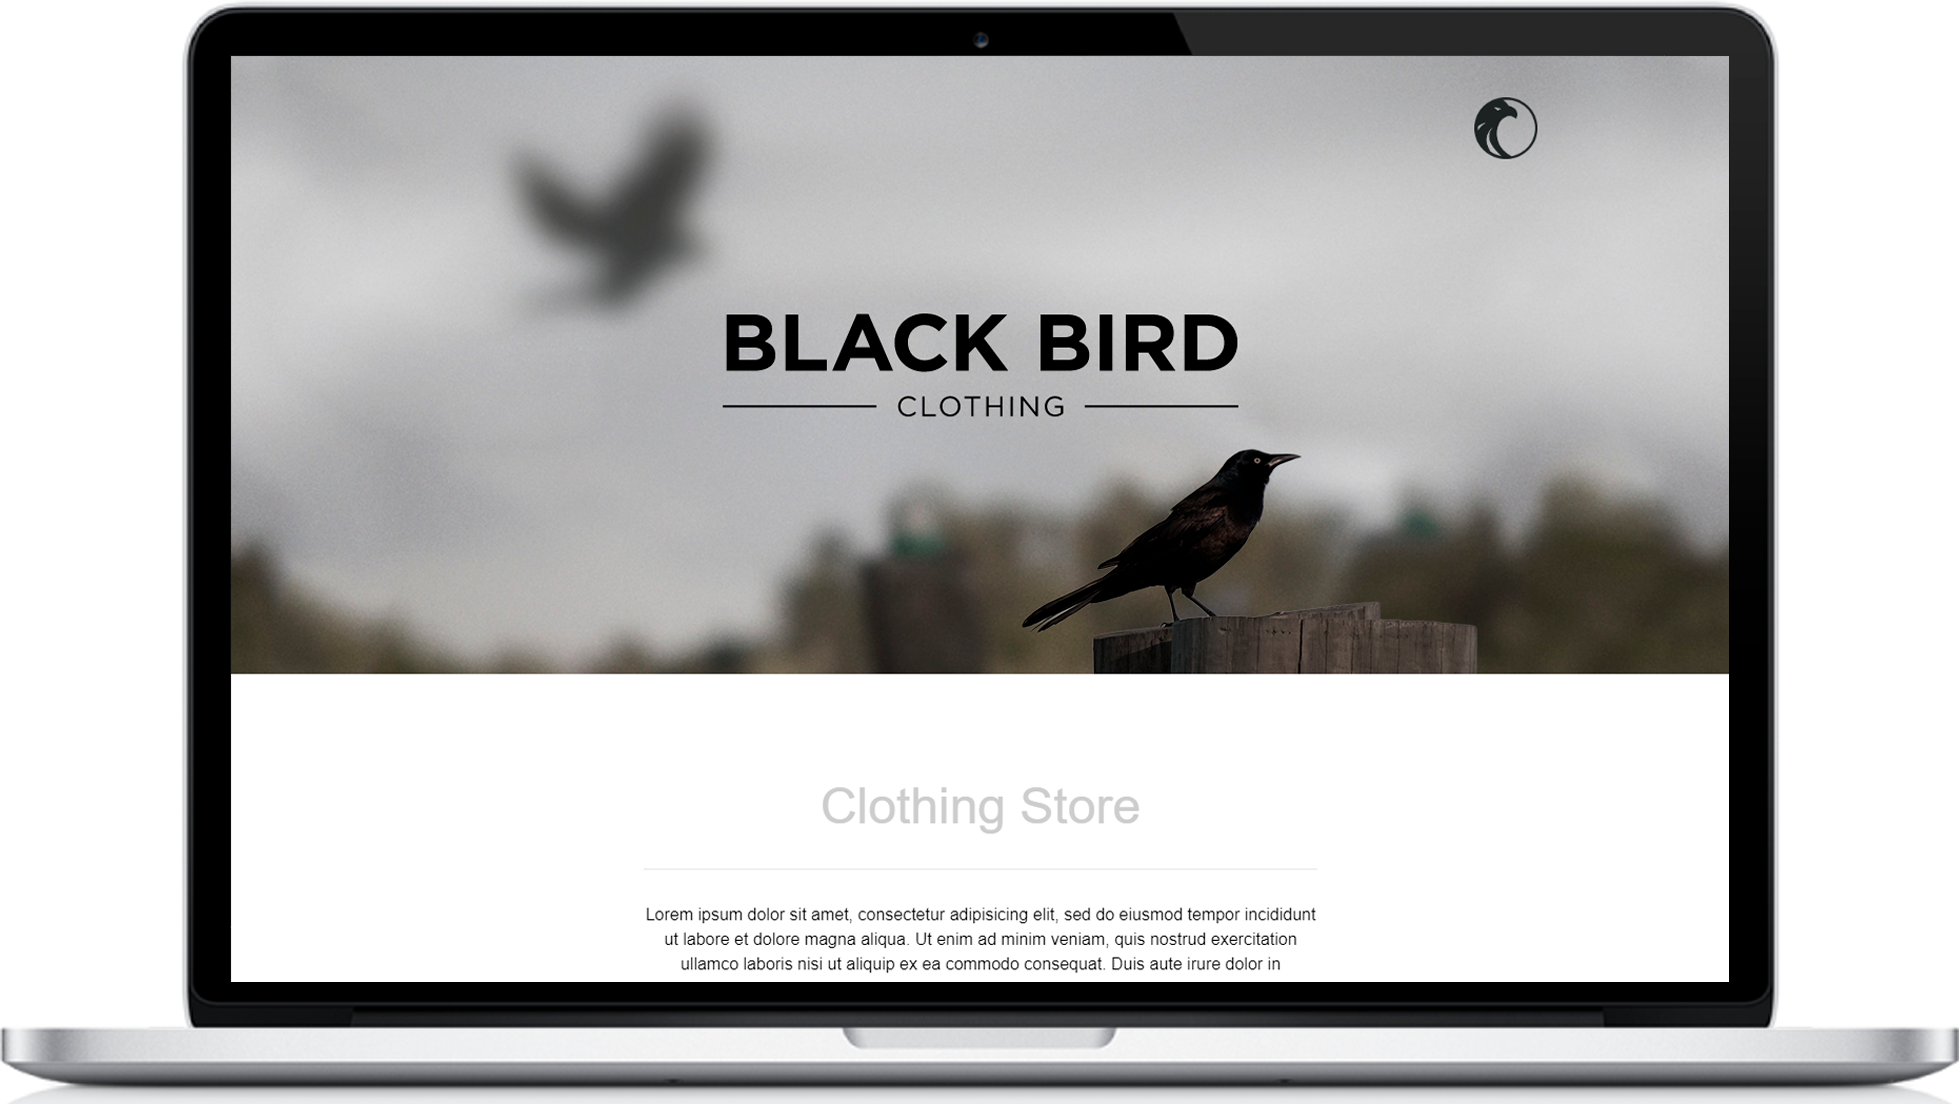 BLACK BIRD
CLOTHING
Clothing Store
Lorem ipsum dolor sit amet, consectetur adipisicing elit, sed do eiusmod tempor incididunt
ut labore et dolore magna aliqua. Ut enim ad minim veniam, quis nostrud exercitation
ullamco laboris nisi ut aliquip ex ea commodo consequat. Duis aute irure dolor in